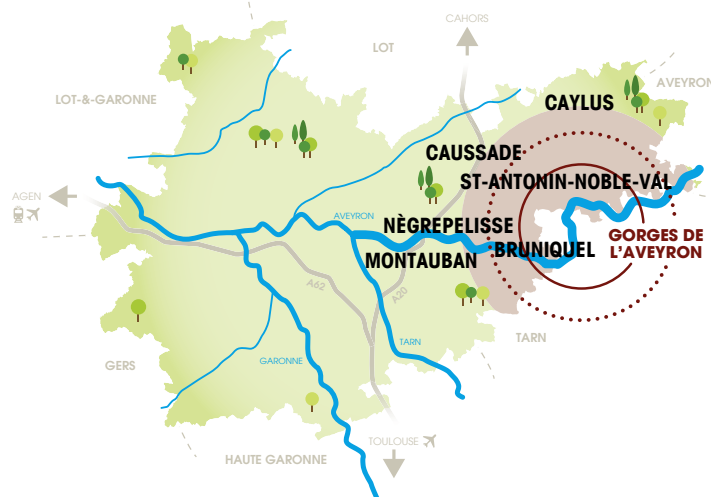 CAHORS
LOT
AVEYRON
LOT-&-GARONNE
CAYLUS
CAUSSADE
ST-ANTONIN-NOBLE-VAL
AGEN
AVEYRON
NÈGREPELISSE
GORGES DE
L'AVEYRON
BRUNIQUEL
MONTAUBAN
A62
A20
TARN
TARN
GARONNE
GERS
TOULOUSE
HAUTE GARONNE